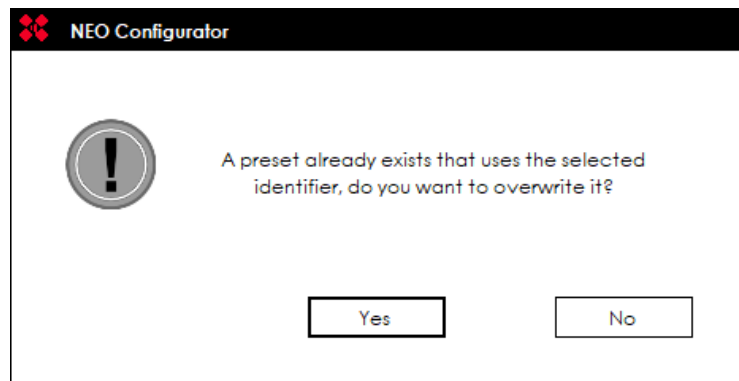 NEO Configurator
A preset already exists that uses the selected
identifier, do you want to overwrite it?
Yes
No